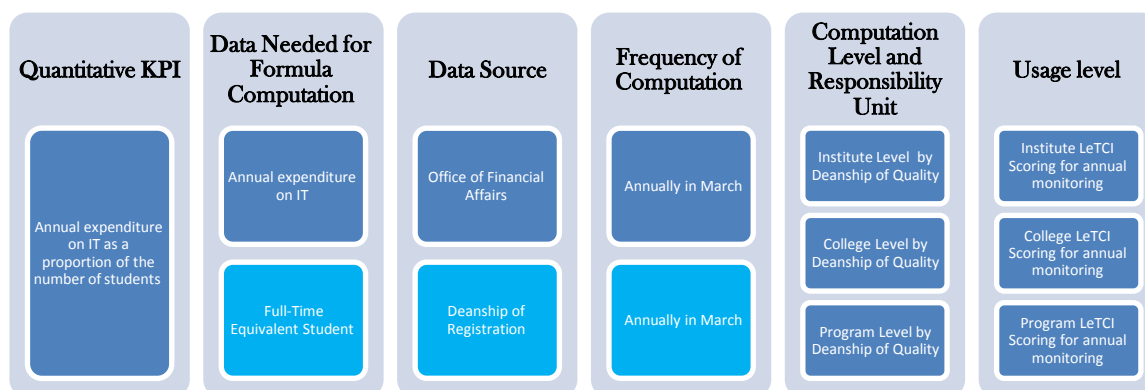 Quantitative KPI
Annual expenditure
on IT as a
proportion of the
number of students
Data Needed for
Formula
Computation
Annual expenditure
on IT
Full-Time
Equivalent Student
Data Source
Office of Financial
Affairs
Deanship of
Registration
Frequency of
Computation
Annually in March
Annually in March
Computation
Level and
Responsibility
Unit
Institute Level by
Deanship of Quality
College Level by
Deanship of Quality
Program Level by
Deanship of Quality
Usage level
Institute LeTCI
Scoring for annual
monitoring
College LeTCI
Scoring for annual
monitoring
Program LeTCI
Scoring for annual
monitoring